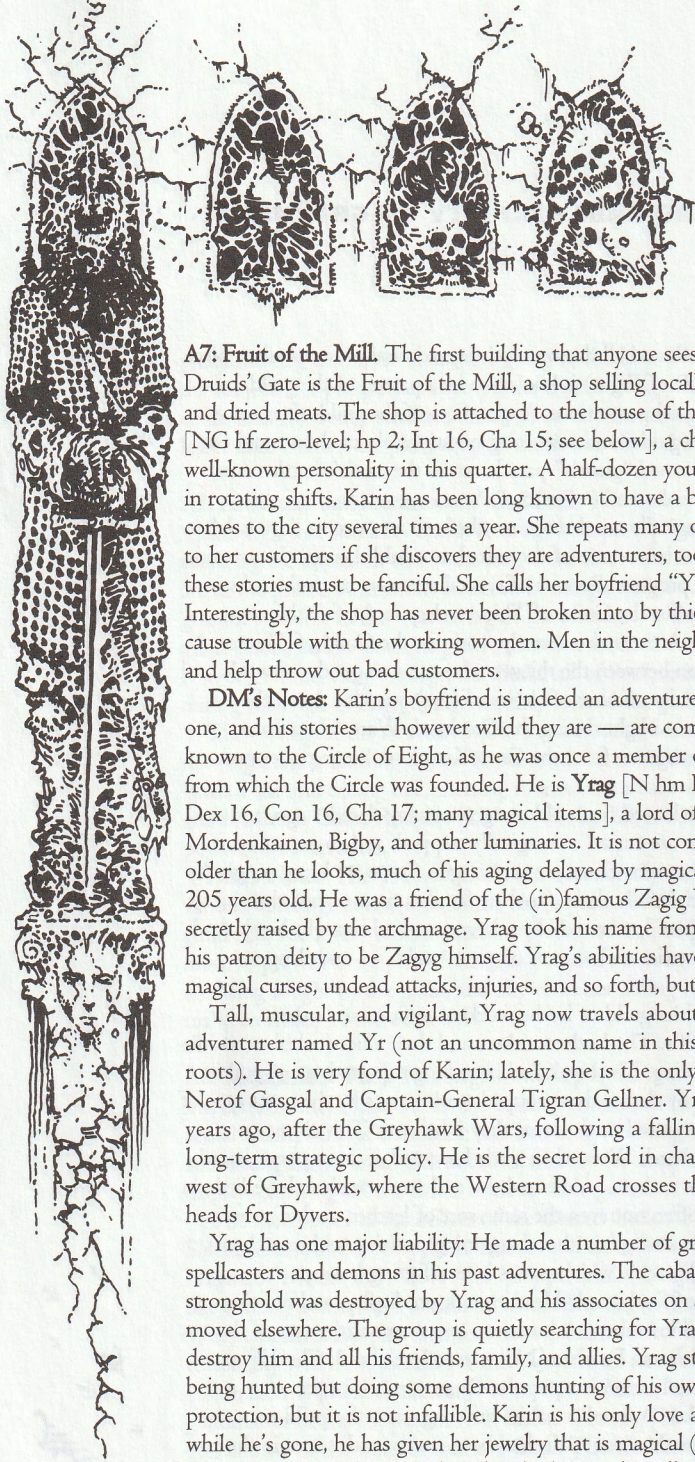 A7: Fruit of the Mill. The first building that anyone sees
Druids' Gate is the Fruit of the Mill, a shop selling locall
and dried meats. The shop is attached to the house of th
[NG hf zero-level; hp 2; Int 16, Cha 15; see below], a ch
well-known personality in this quarter. A half-dozen you
in rotating shifts. Karin has been long known to have a b
comes to the city several times a year. She repeats many o
to her customers if she discovers they are adventurers, too
these stories must be fanciful. She calls her boyfriend “Y
Interestingly, the shop has never been broken into by thie
cause trouble with the working women. Men in the neigh
and help throw out bad customers.
DM's Notes: Karin's boyfriend is indeed an adventure
one, and his stories — however wild they are — are com
known to the Circle of Eight, as he was once a member o
from which the Circle was founded. He is Yrag [N hm
Dex 16, Con 16, Cha 17; many magical items], a lord of
Mordenkainen, Bigby, and other luminaries. It is not com
older than he looks, much of his aging delayed by magica
205 years old. He was a friend of the (in)famous Zagig
secretly raised by the archmage. Yrag took his name from
his patron deity to be Zagyg himself. Yrag's abilities have
magical curses, undead attacks, injuries, and so forth, but
Tall, muscular, and vigilant, Yrag now travels about
adventurer named Yr (not an uncommon name in this
roots). He is very fond of Karin; lately, she is the only
Nerof Gasgal and Captain-General Tigran Gellner. Yr
years ago, after the Greyhawk Wars, following a fallin
long-term strategic policy. He is the secret lord in cha
west of Greyhawk, where the Western Road crosses th
heads for Dyvers.
Yrag has one major liability: He made a number of gr
spellcasters and demons in his past adventures. The caba
stronghold was destroyed by Yrag and his associates on
moved elsewhere. The group is quietly searching for Yra
destroy him and all his friends, family, and allies. Yrag st
being hunted but doing some demons hunting of his ow
protection, but it is not infallible. Karin is his only love a
while he's gone, he has given her jewelry that is magical (